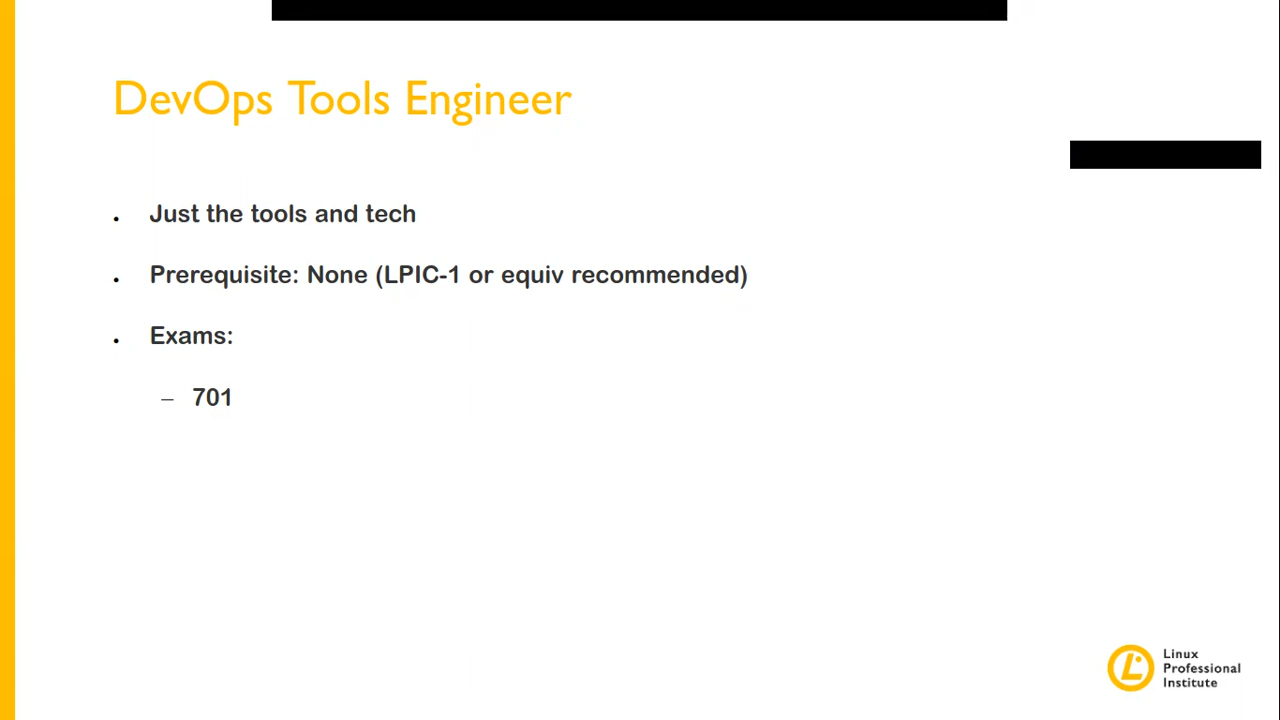 DevOps Tools Engineer
. Just the tools and tech
. Prerequisite: None (LPIC-1 or equiv recommended)
. Exams:
– 701
Linux
Professional
Institute